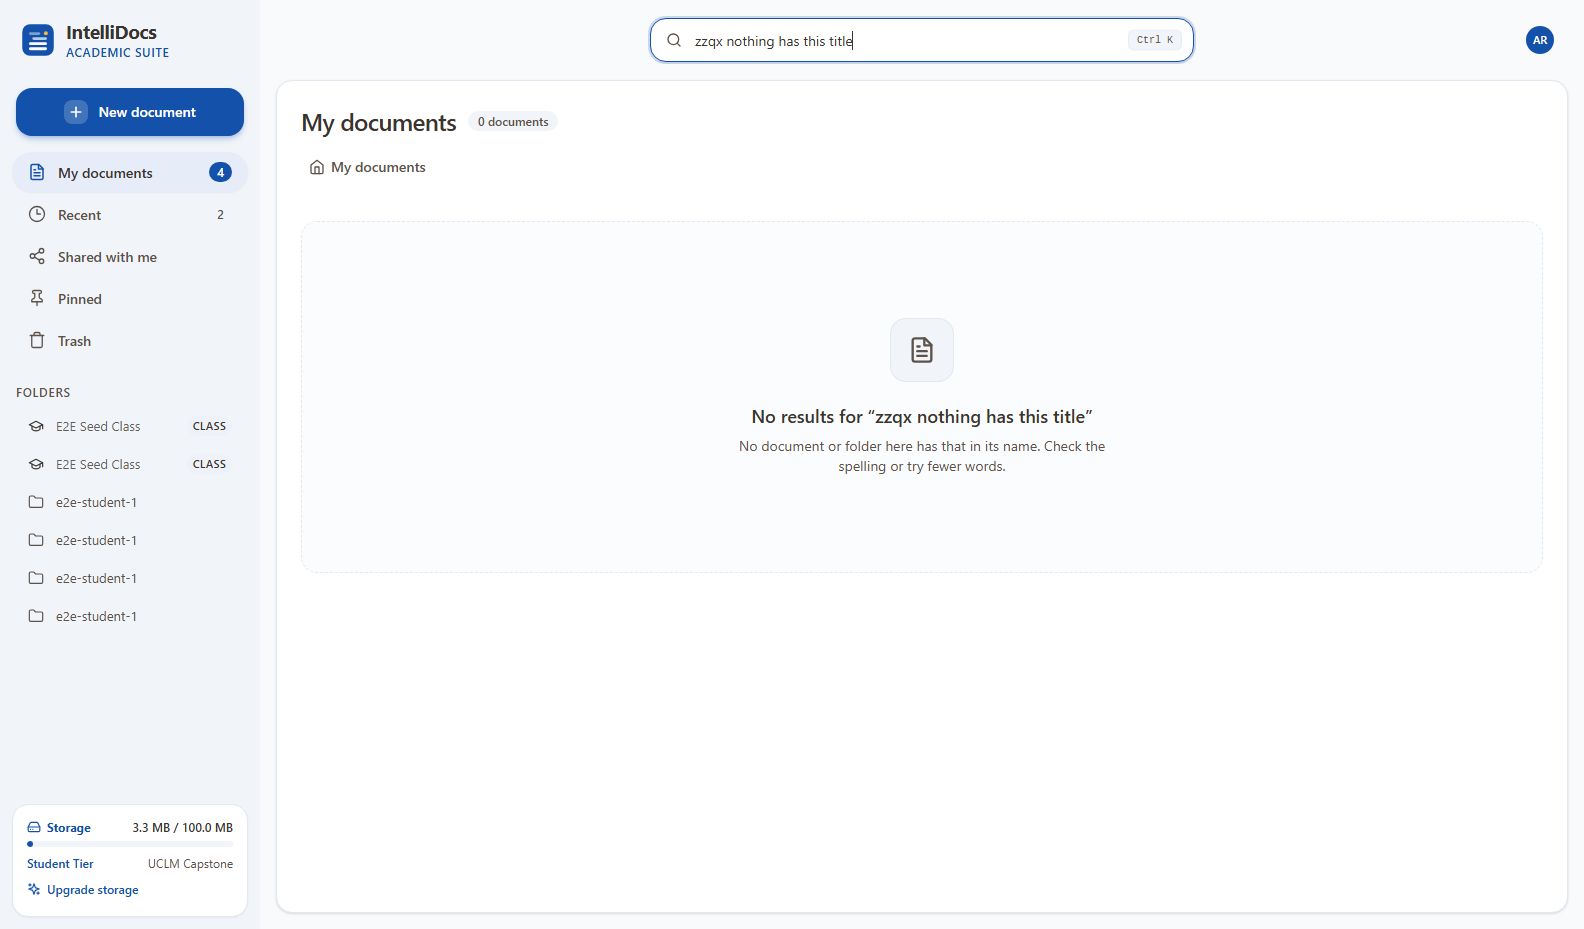 IntelliDocs
ACADEMIC SUITE
zzqx nothing has this title
Ctrl K
AR
New document
My documents 4
Recent 2
Shared with me
Pinned
Trash
FOLDERS
E2E Seed Class CLASS
E2E Seed Class CLASS
e2e-student-1
e2e-student-1
e2e-student-1
e2e-student-1
Storage 3.3 MB / 100.0 MB
Student Tier UCLM Capstone
Upgrade storage
My documents 0 documents
My documents
No results for “zzqx nothing has this title”
No document or folder here has that in its name. Check the
spelling or try fewer words.